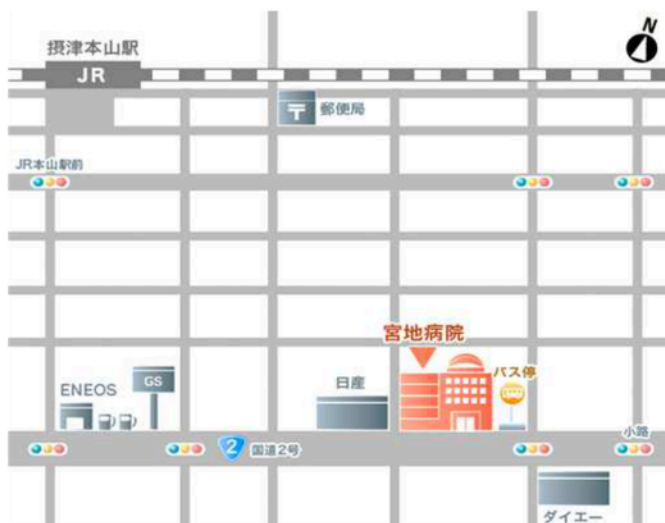 N
摂津本山駅
JR
〒
郵便局
JR本山駅前
宮地病院
バス停
日産
GS
ENEOS
小路
2
国道2号
ダイエー